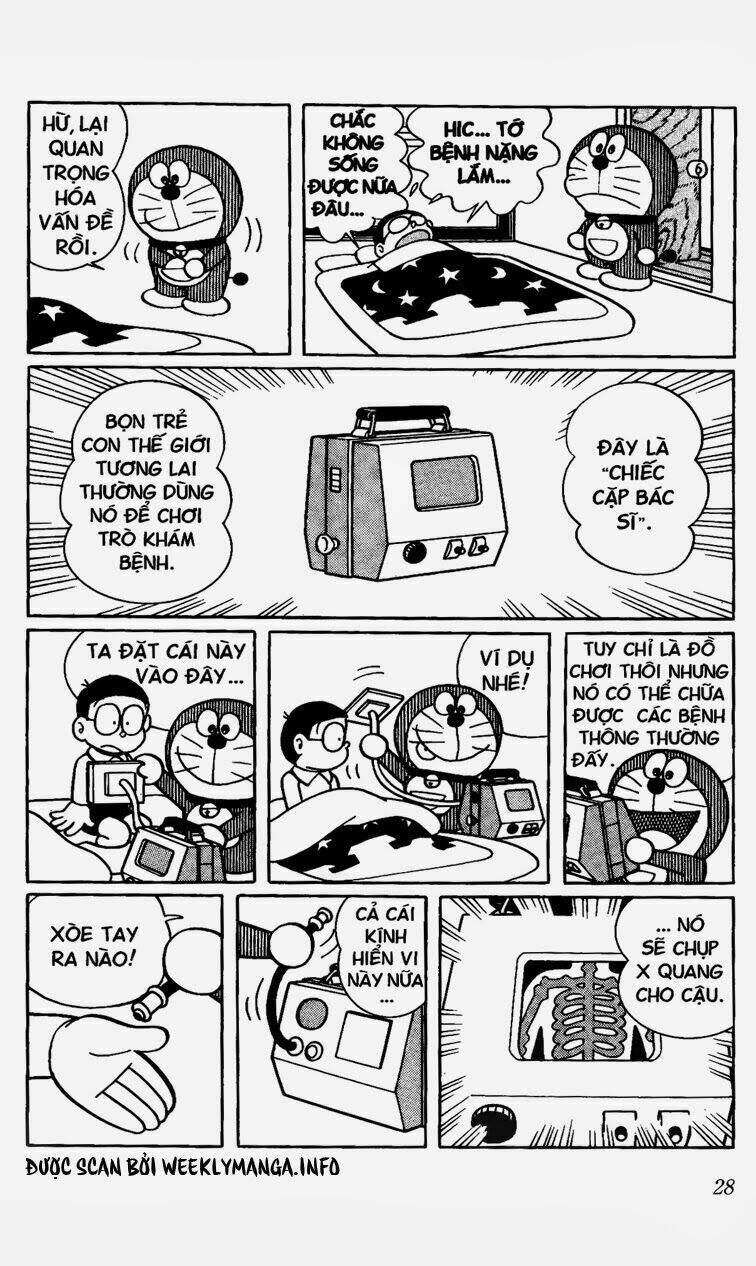 HIC... TỚ
BỆNH NẶNG
LẮM...
CHẮC
KHÔNG
SỐNG
ĐƯỢC NỮA
ĐÂU...
HỪ, LẠI
QUAN
TRỌNG
HÓA
VẤN ĐỀ
RỒI.
ĐÂY LÀ
“CHIẾC
CẶP BÁC
SĨ”.
BỌN TRẺ
CON THẾ GIỚI
TƯƠNG LAI
THƯỜNG DÙNG
NÓ ĐỂ CHƠI
TRÒ KHÁM
BỆNH.
TUY CHỈ LÀ ĐỒ
CHƠI THÔI NHƯNG
NÓ CÓ THỂ CHỮA
ĐƯỢC CÁC BỆNH
THÔNG THƯỜNG
ĐẤY.
VÍ DỤ
NHÉ!
TA ĐẶT CÁI NÀY
VÀO ĐÂY...
... NÓ
SẼ CHỤP
X QUANG
CHO CẬU.
CẢ CÁI
KÍNH
HIỂN VI
NÀY NỮA
...
XÒE TAY
RA NÀO!
ĐƯỢC SCAN BỞI WEEKLYMANGA.INFO
28